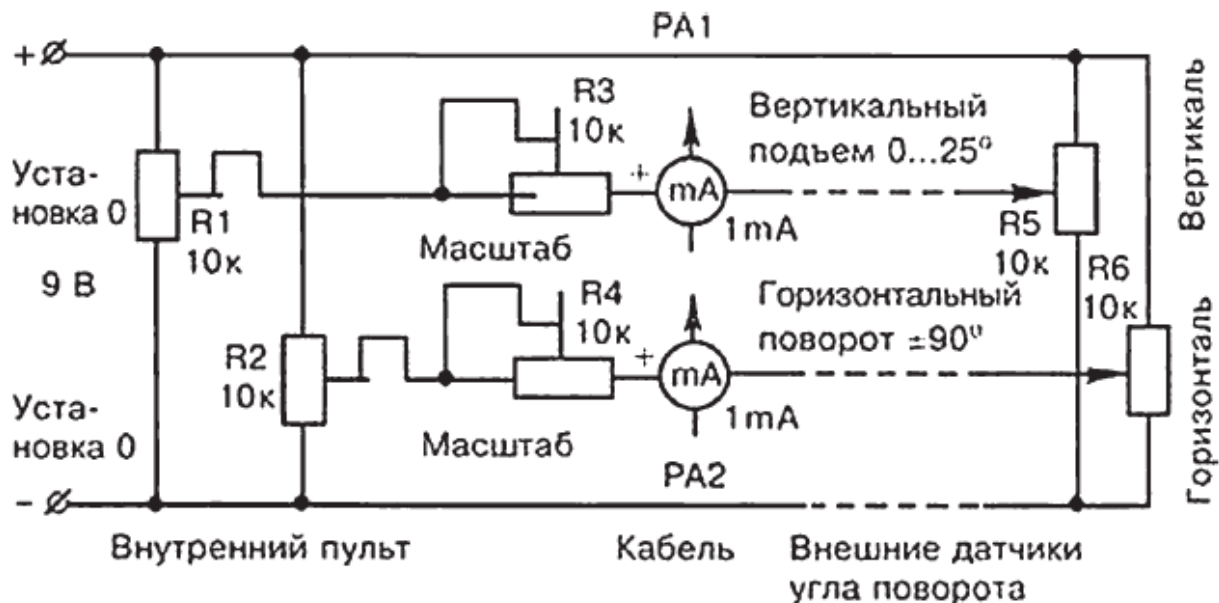 PA1
+
R3
10к
Вертикальный
подъем 0...25°
Вертикаль
Уста-
новка 0
R1
10к
+
mA
1mA
R5
10к
Масштаб
9 В
R6
10к
R4
10к
Горизонтальный
поворот ±90°
R2
10к
+
mA
1mA
Уста-
новка 0
Масштаб
PA2
Горизонталь
-
Внутренний пульт
Кабель
Внешние датчики
угла поворота